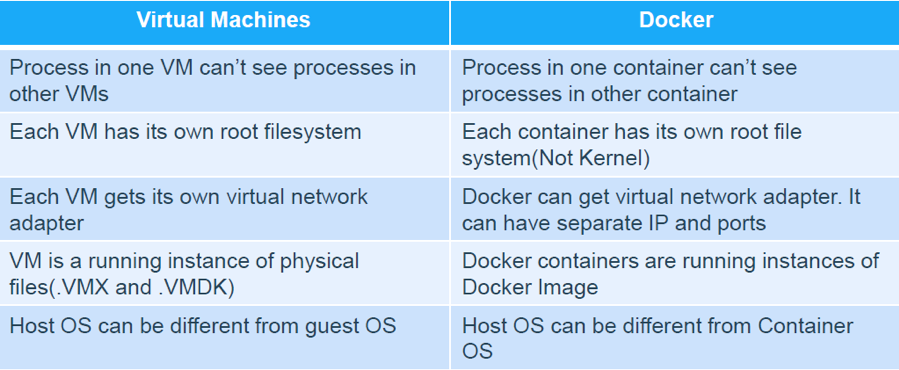 Virtual Machines
Docker
Process in one VM can't see processes in
other VMs
Process in one container can't see
processes in other container
Each VM has its own root filesystem
Each container has its own root file
system(Not Kernel)
Each VM gets its own virtual network
adapter
Docker can get virtual network adapter. It
can have separate IP and ports
VM is a running instance of physical
files(.VMX and .VMDK)
Docker containers are running instances of
Docker Image
Host OS can be different from guest OS
Host OS can be different from Container
OS